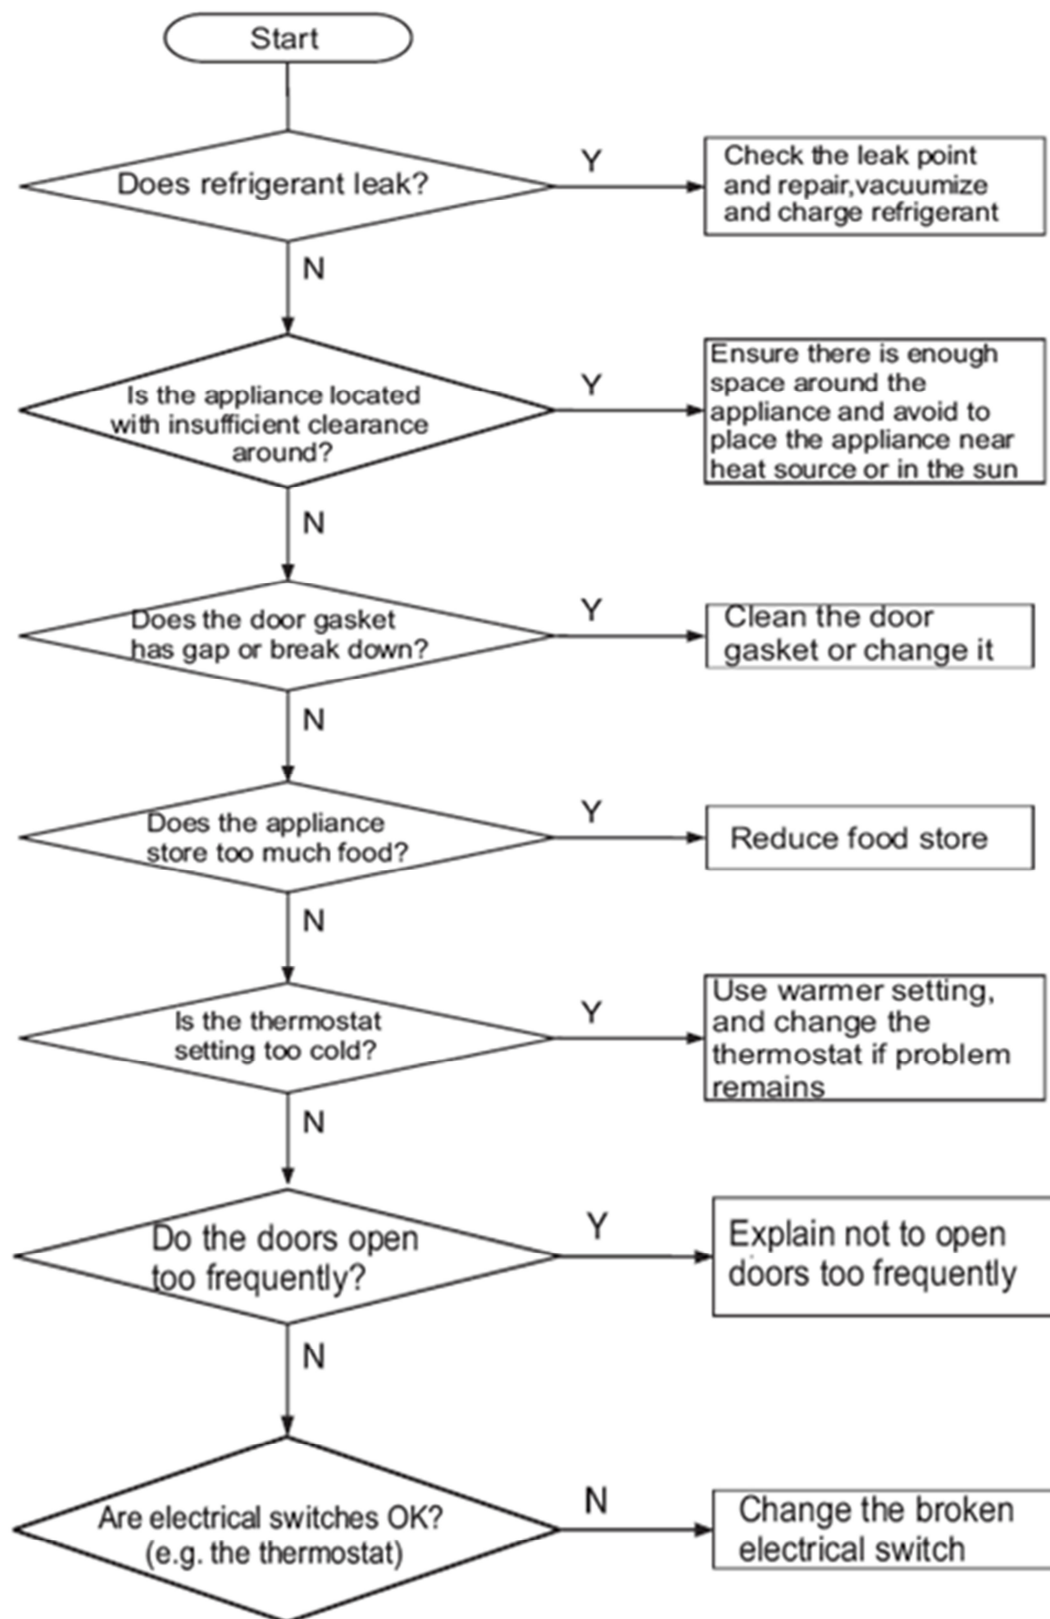 Start
Does refrigerant leak?
Y
Check the leak point
and repair,vacuumize
and charge refrigerant
N
Is the appliance located
with insufficient clearance
around?
Y
Ensure there is enough
space around the
appliance and avoid to
place the appliance near
heat source or in the sun
N
Does the door gasket
has gap or break down?
Y
Clean the door
gasket or change it
N
Does the appliance
store too much food?
Y
Reduce food store
N
Is the thermostat
setting too cold?
Y
Use warmer setting,
and change the
thermostat if problem
remains
N
Do the doors open
too frequently?
Y
Explain not to open
doors too frequently
N
Are electrical switches OK?
(e.g. the thermostat)
N
Change the broken
electrical switch